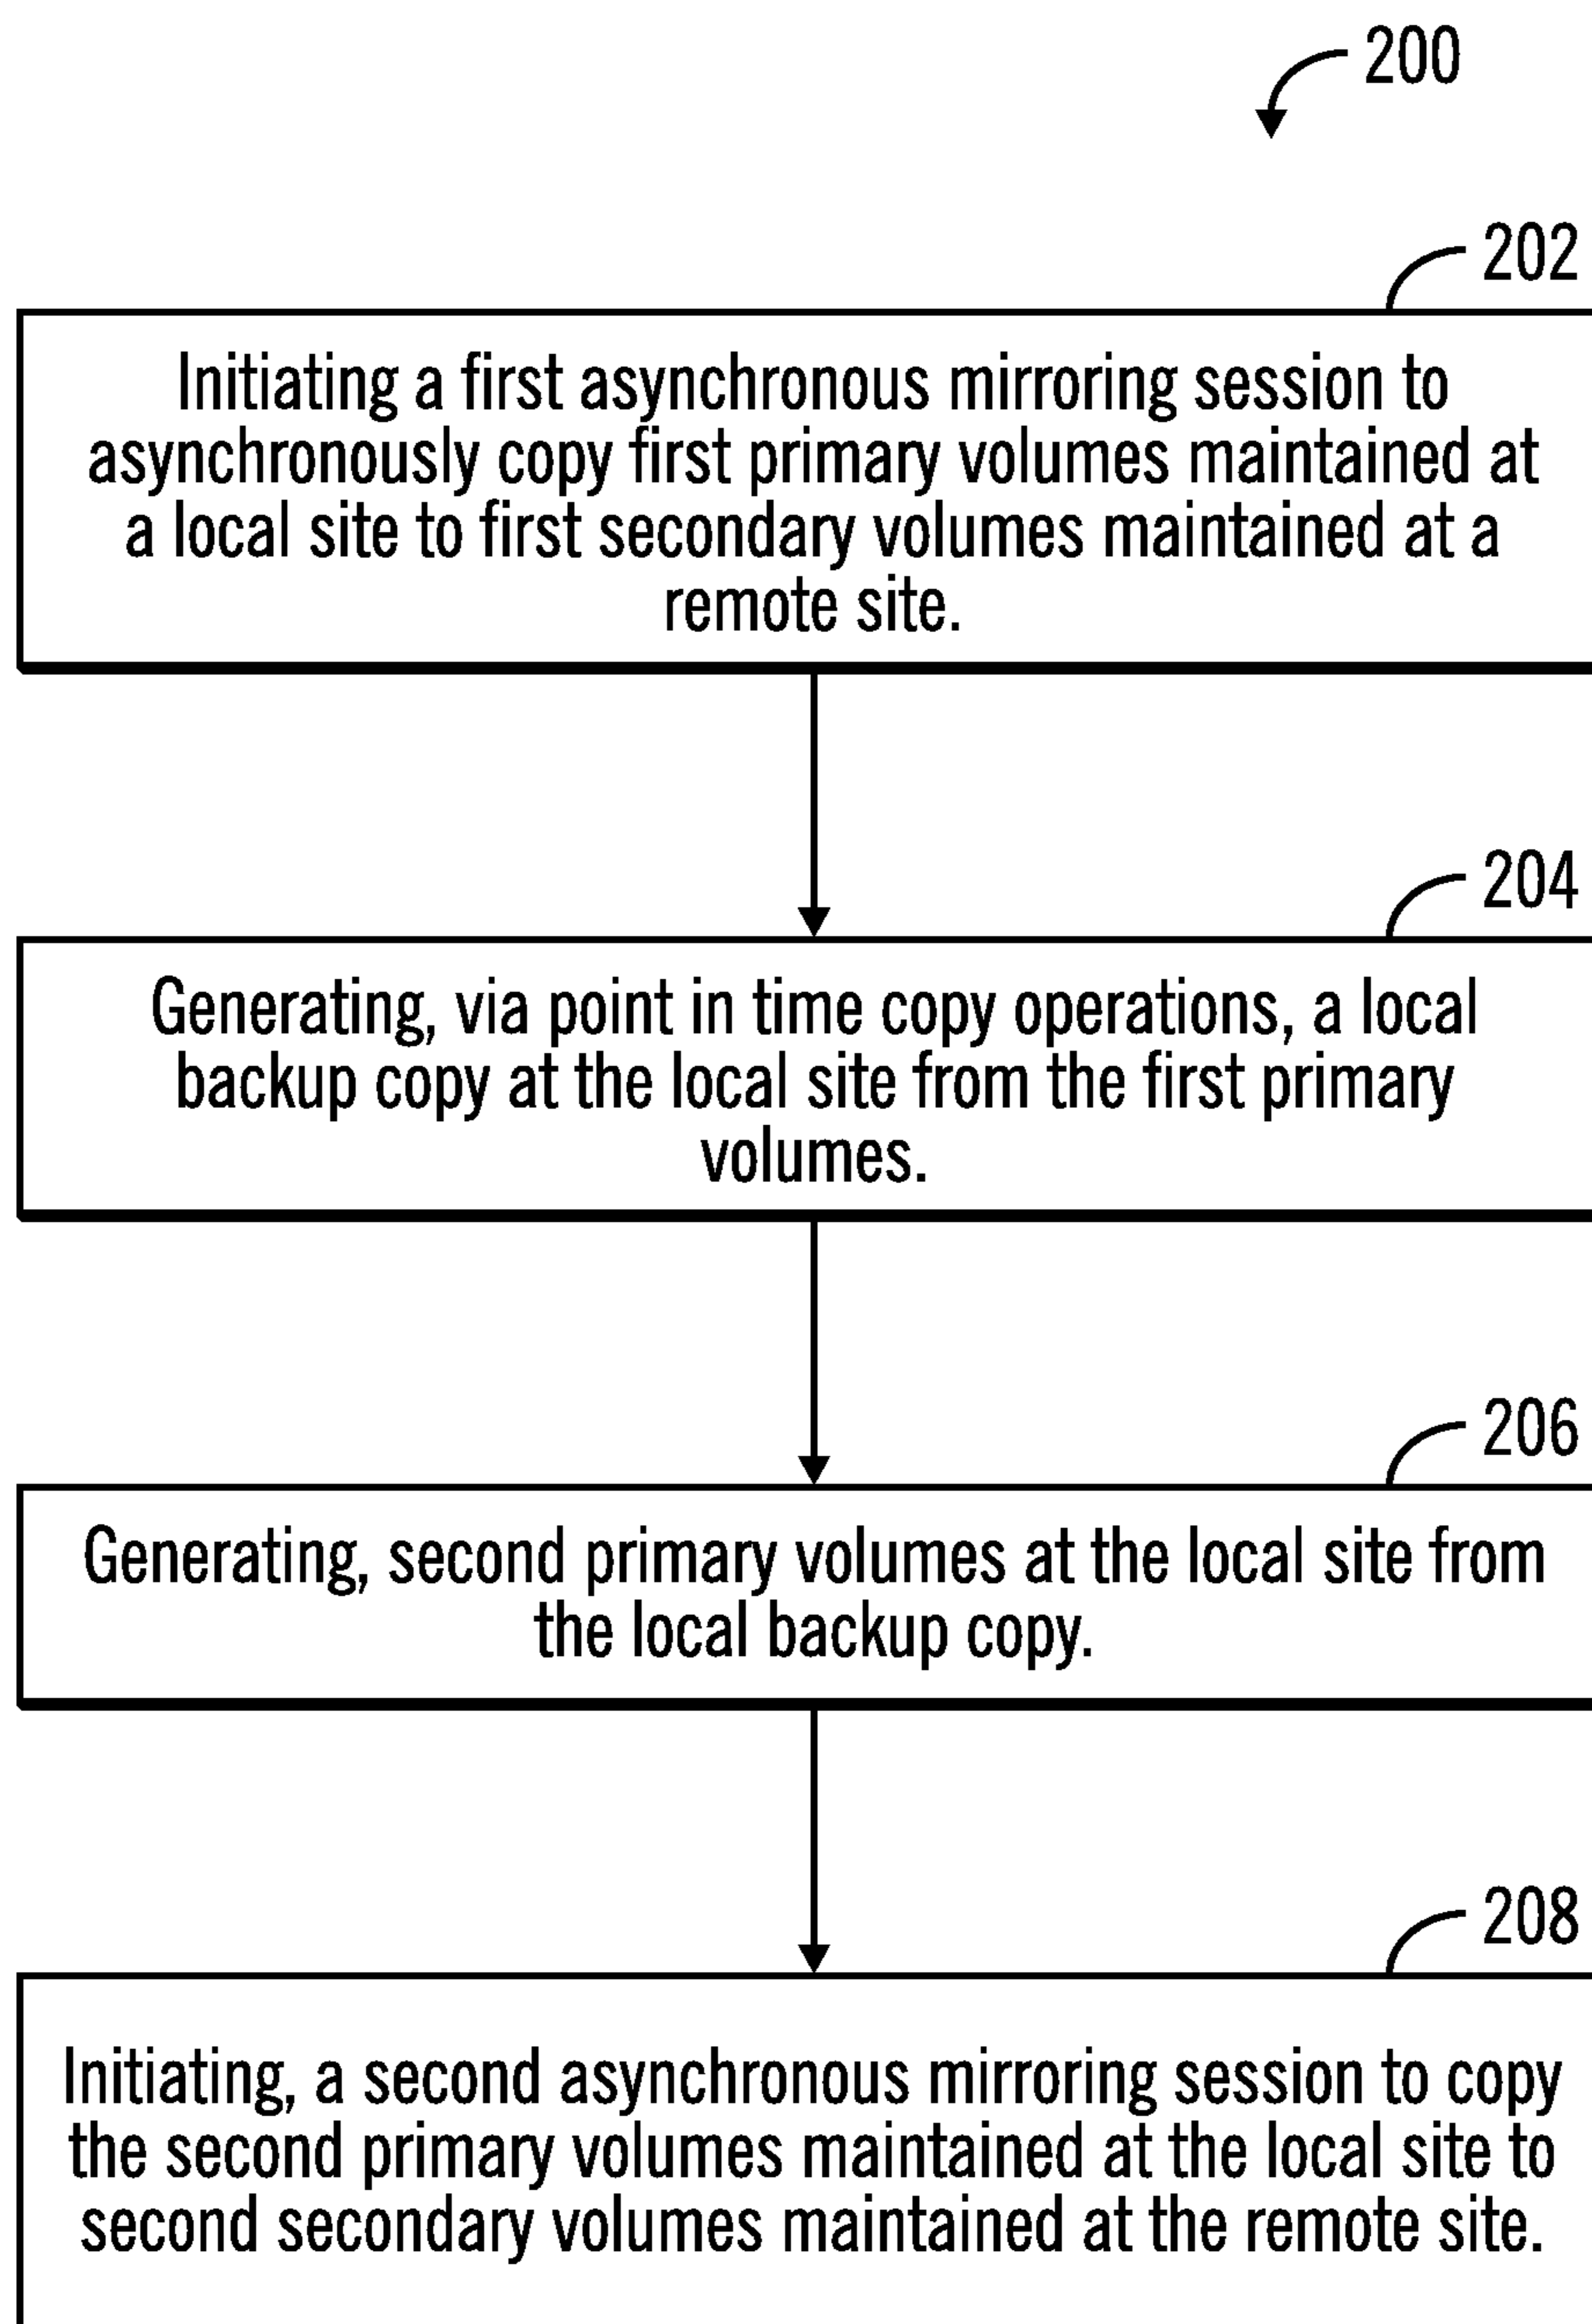 200
202
Initiating a first asynchronous mirroring session to
asynchronously copy first primary volumes maintained at
a local site to first secondary volumes maintained at a
remote site.
204
Generating, via point in time copy operations, a local
backup copy at the local site from the first primary
volumes.
206
Generating, second primary volumes at the local site from
the local backup copy.
208
Initiating, a second asynchronous mirroring session to copy
the second primary volumes maintained at the local site to
second secondary volumes maintained at the remote site.